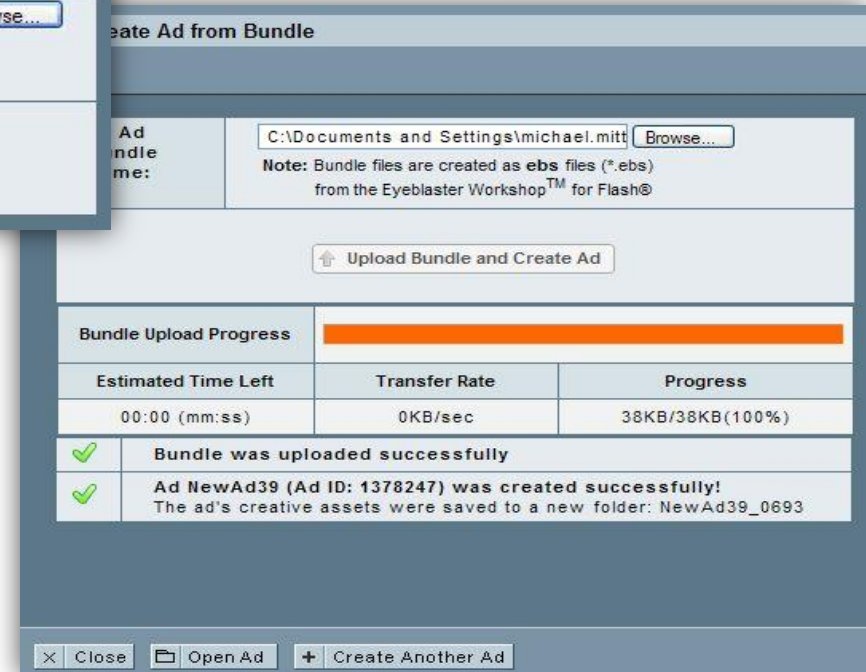 wse...
eate Ad from Bundle
Ad
ndle
me:
C:\Documents and Settings\michael.mitt Browse...
Note: Bundle files are created as ebs files (*.ebs)
from the Eyeblaster Workshop™ for Flash®
Upload Bundle and Create Ad
Bundle Upload Progress
Estimated Time Left Transfer Rate Progress
00:00 (mm:ss) 0KB/sec 38KB/38KB(100%)
Bundle was uploaded successfully
Ad NewAd39 (Ad ID: 1378247) was created successfully!
The ad's creative assets were saved to a new folder: NewAd39_0693
Close Open Ad + Create Another Ad